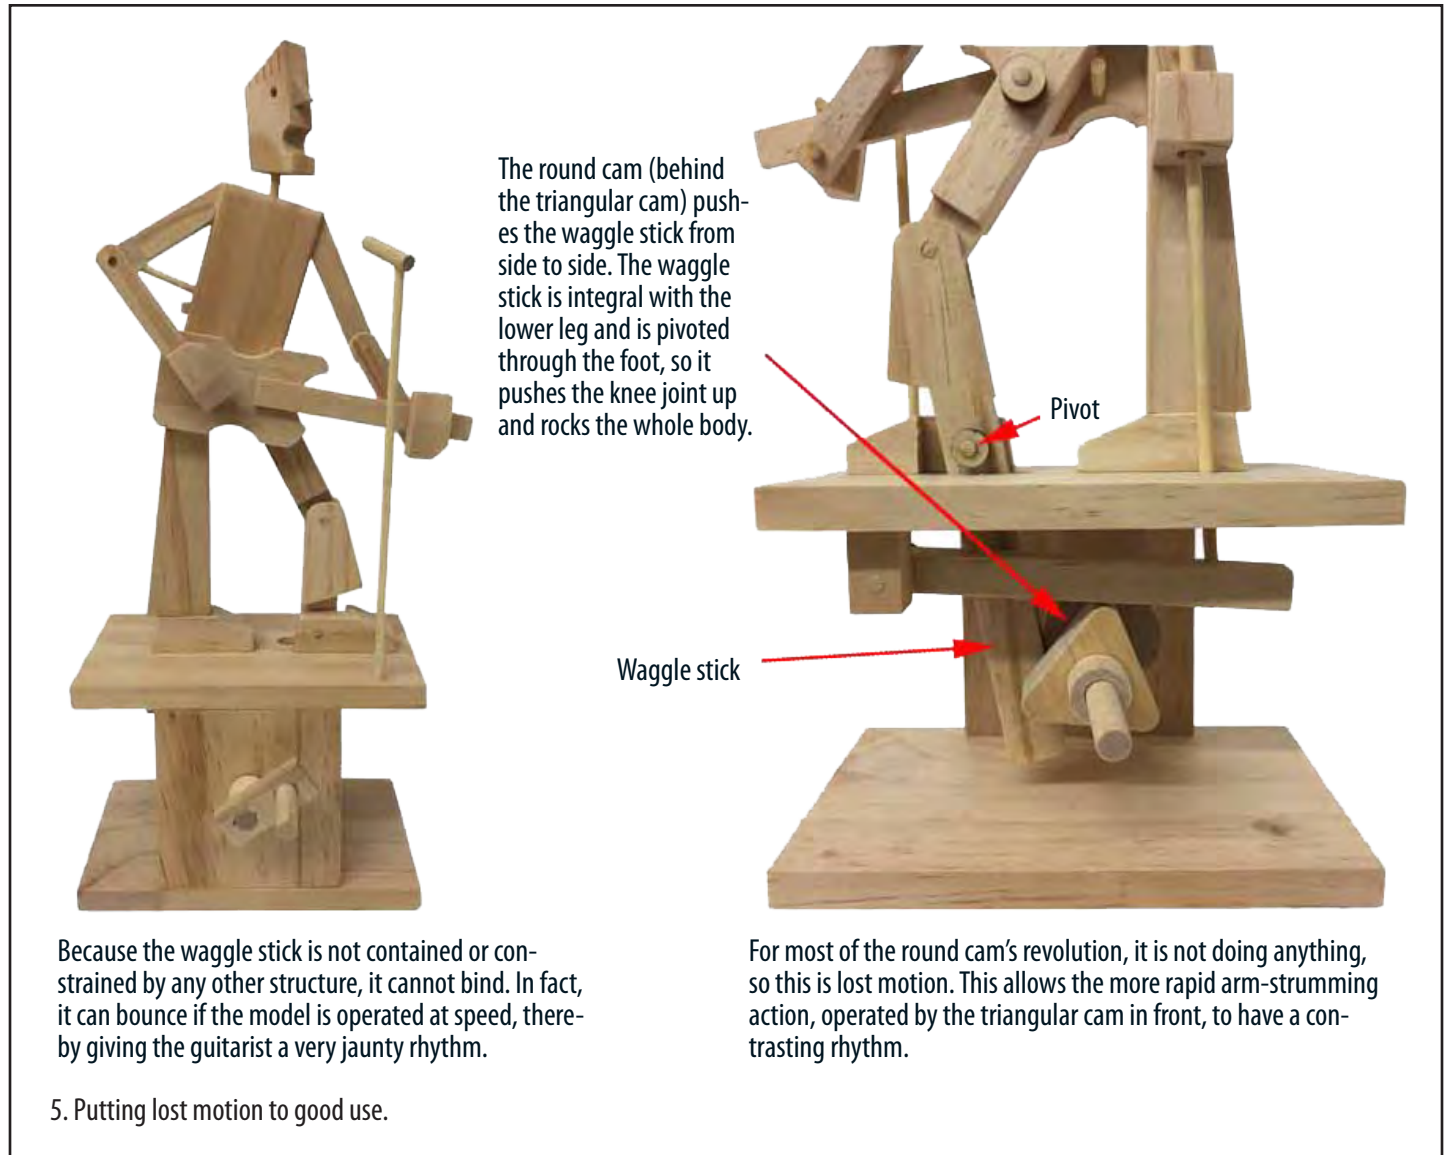 The round cam (behind
the triangular cam) push-
es the waggle stick from
side to side. The waggle
stick is integral with the
lower leg and is pivoted
through the foot, so it
pushes the knee joint up
and rocks the whole body.
Pivot
Waggle stick
Because the waggle stick is not contained or con-
strained by any other structure, it cannot bind. In fact,
it can bounce if the model is operated at speed, there-
by giving the guitarist a very jaunty rhythm.
For most of the round cam's revolution, it is not doing anything,
so this is lost motion. This allows the more rapid arm-strumming
action, operated by the triangular cam in front, to have a con-
trasting rhythm.
5. Putting lost motion to good use.